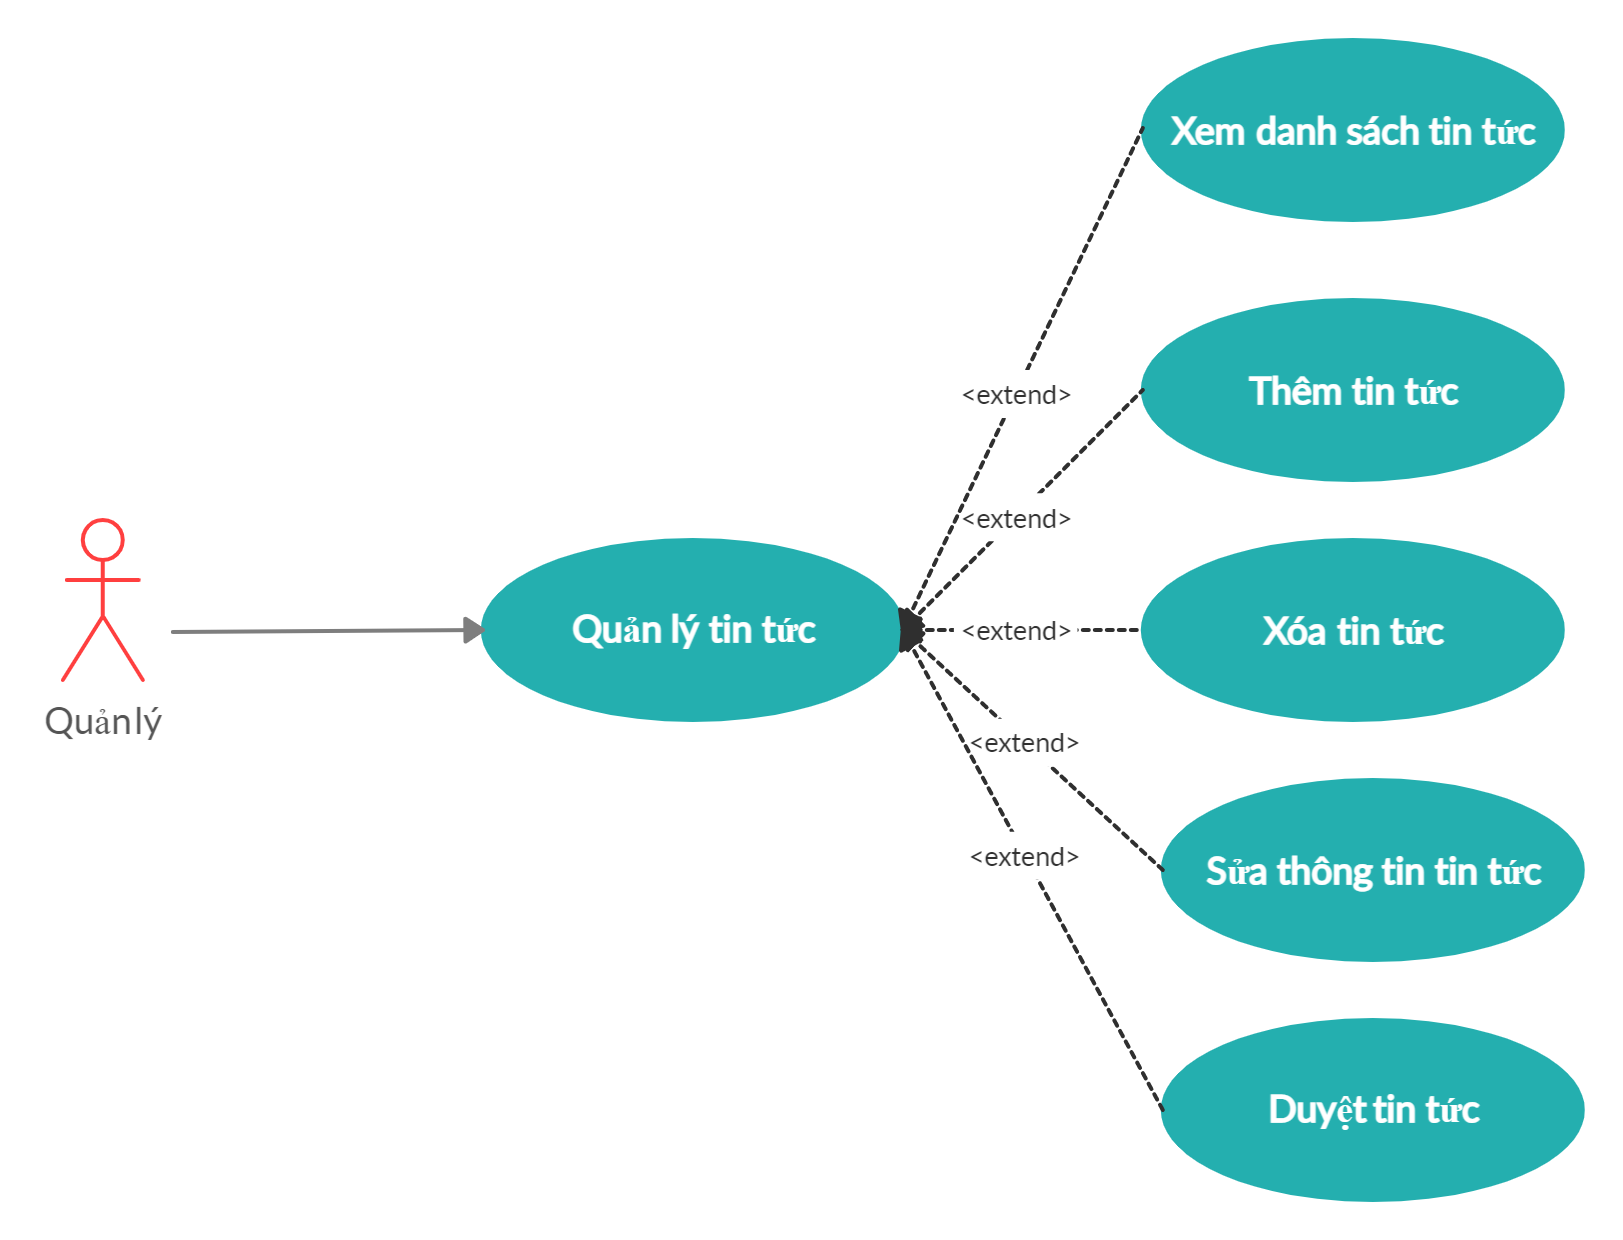 Xem danh sách tin tức
Thêm tin tức
<extend>
<extend>
Quản lý tin tức
<extend>
Xóa tin tức
Quản lý
<extend>
<extend>
Sửa thông tin tin tức
Duyệt tin tức